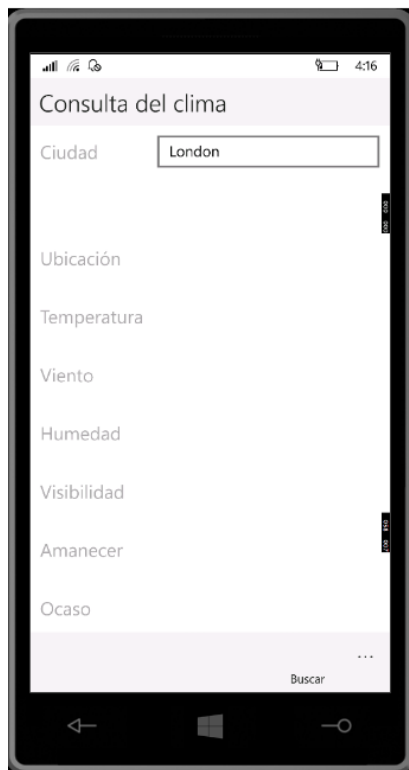 4:16
Consulta del clima
Ciudad London
Ubicación
Temperatura
Viento
Humedad
Visibilidad
Amanecer
Ocaso
...
Buscar